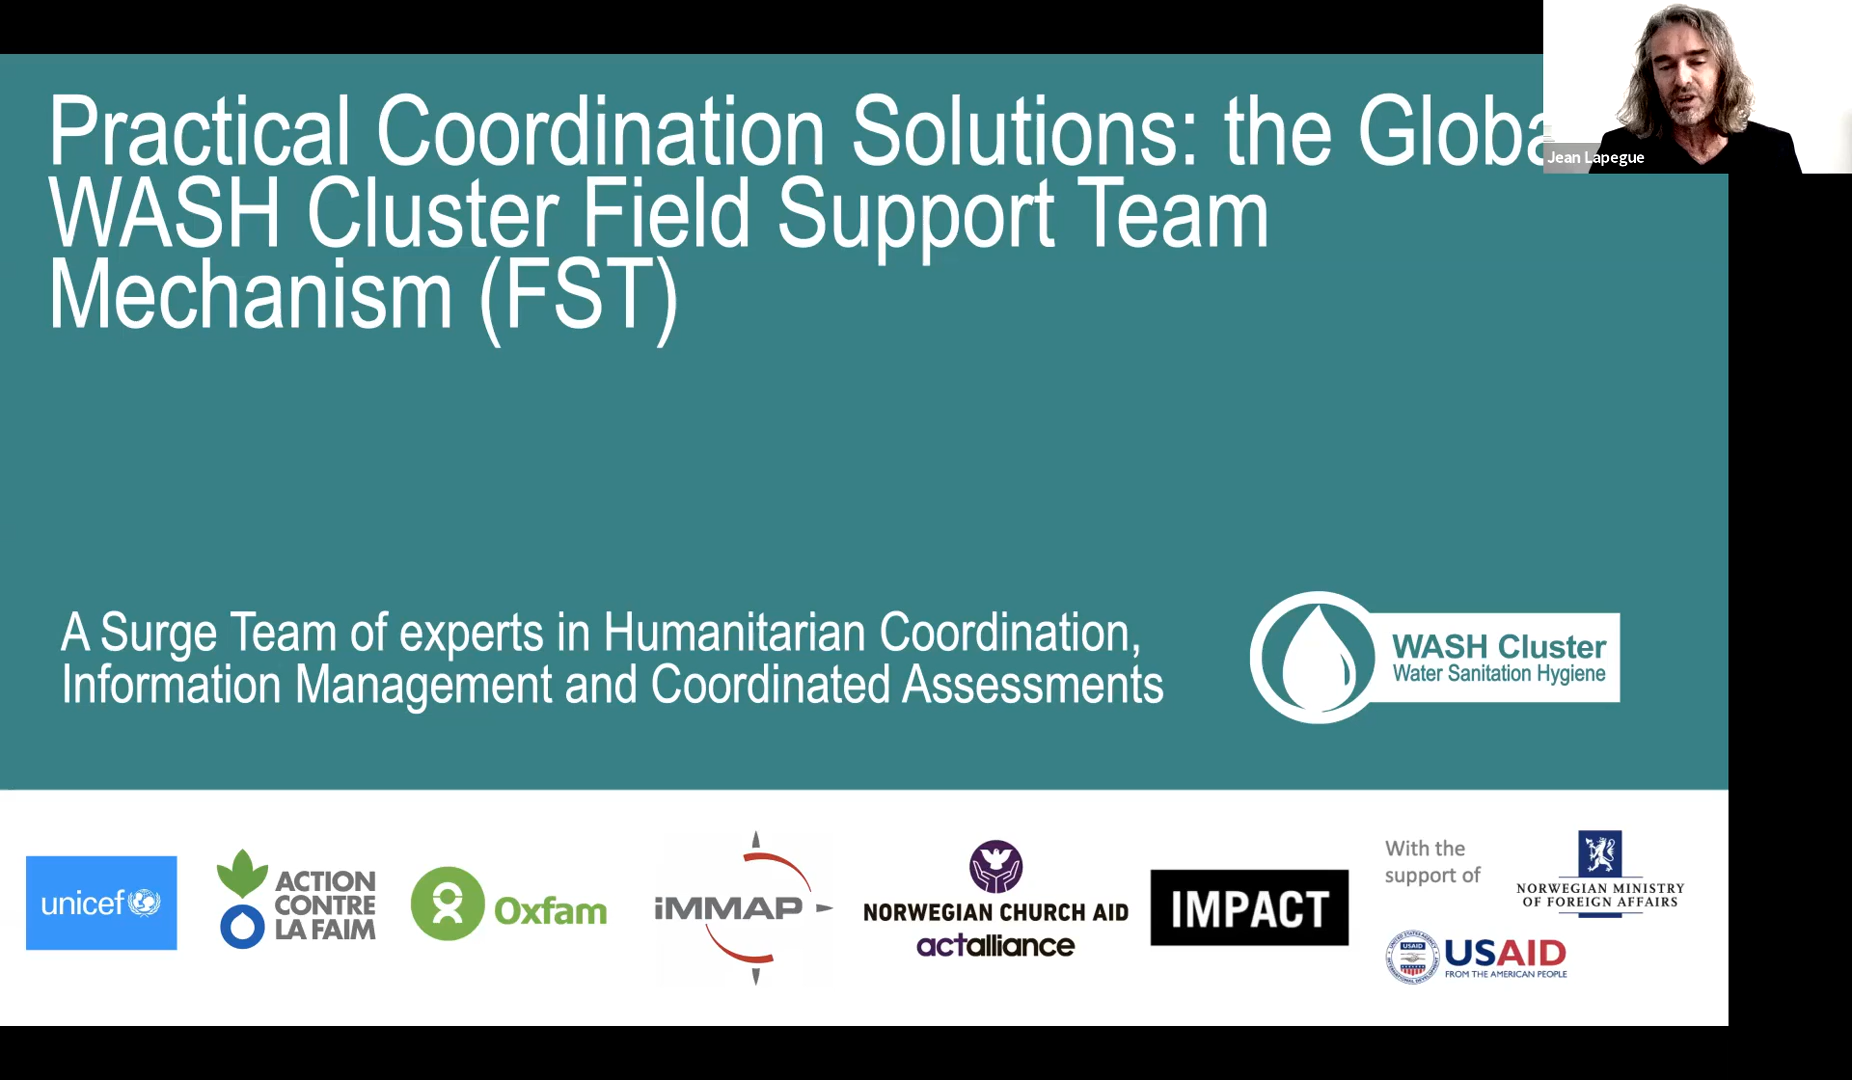 Practical Coordination Solutions: the Globa
WASH Cluster Field Support Team
Mechanism (FST)
Jean Lapegue
A Surge Team of experts in Humanitarian Coordination,
Information Management and Coordinated Assessments
WASH Cluster
Water Sanitation Hygiene
unicef
ACTION
CONTRE
LA FAIM
Oxfam
iMMAP
NORWEGIAN CHURCH AID
actalliance
IMPACT
With the
support of
NORWEGIAN MINISTRY
OF FOREIGN AFFAIRS
USAID
USAID
FROM THE AMERICAN PEOPLE